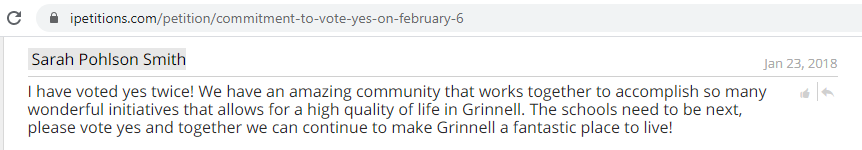 ipetitions.com/petition/commitment-to-vote-yes-on-february-6
Sarah Pohlson Smith
Jan 23, 2018
I have voted yes twice! We have an amazing community that works together to accomplish so many
wonderful initiatives that allows for a high quality of life in Grinnell. The schools need to be next,
please vote yes and together we can continue to make Grinnell a fantastic place to live!